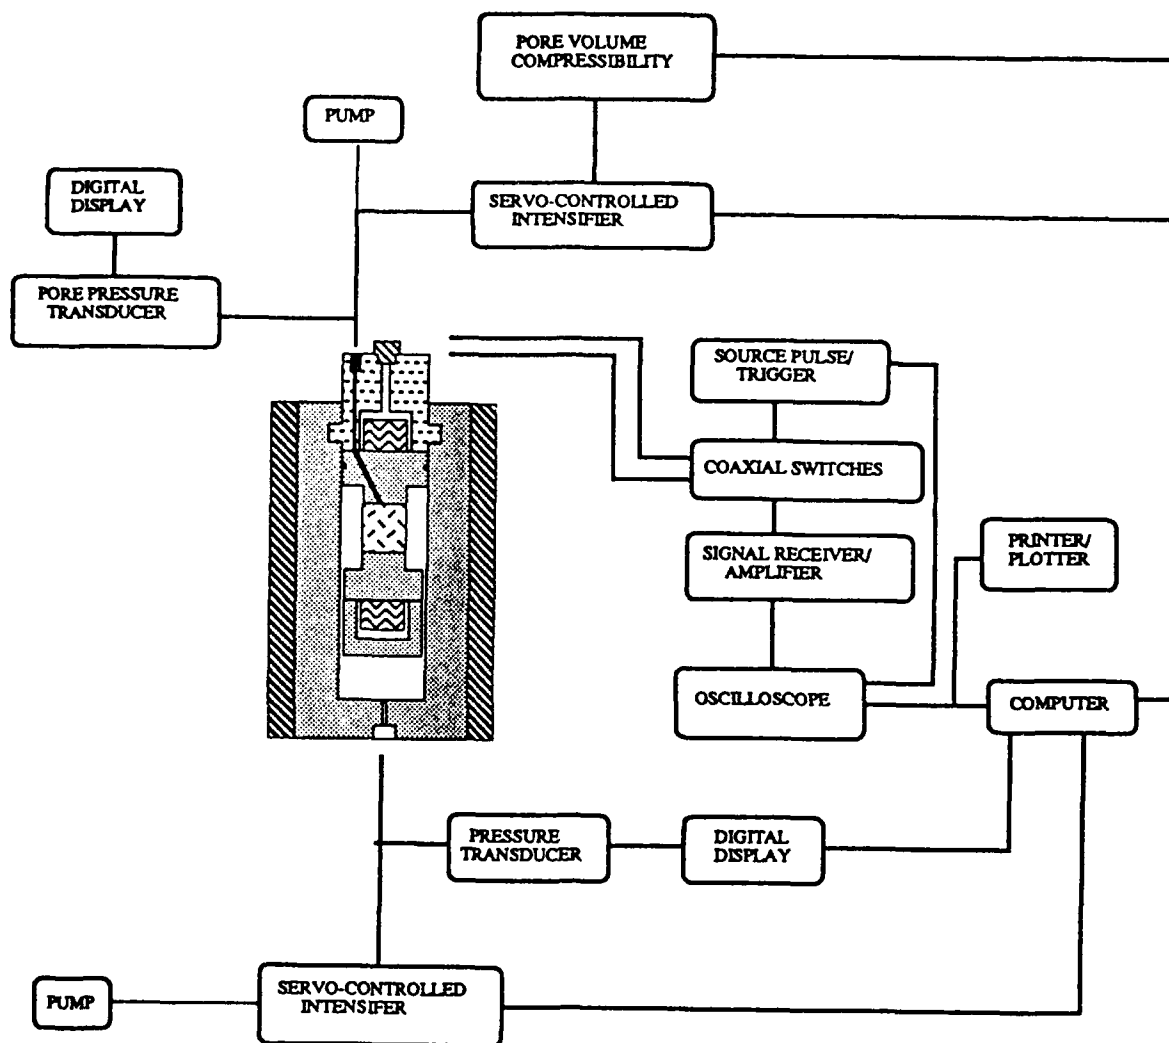 PORE VOLUME
COMPRESSIBILITY
PUMP
DIGITAL
DISPLAY
SERVO-CONTROLLED
INTENSIFIER
PORE PRESSURE
TRANSDUCER
SOURCE PULSE/
TRIGGER
COAXIAL SWITCHES
SIGNAL RECEIVER/
AMPLIFIER
PRINTER/
PLOTTER
OSCILLOSCOPE
COMPUTER
PRESSURE
TRANSDUCER
DIGITAL
DISPLAY
PUMP
SERVO-CONTROLLED
INTENSIFER